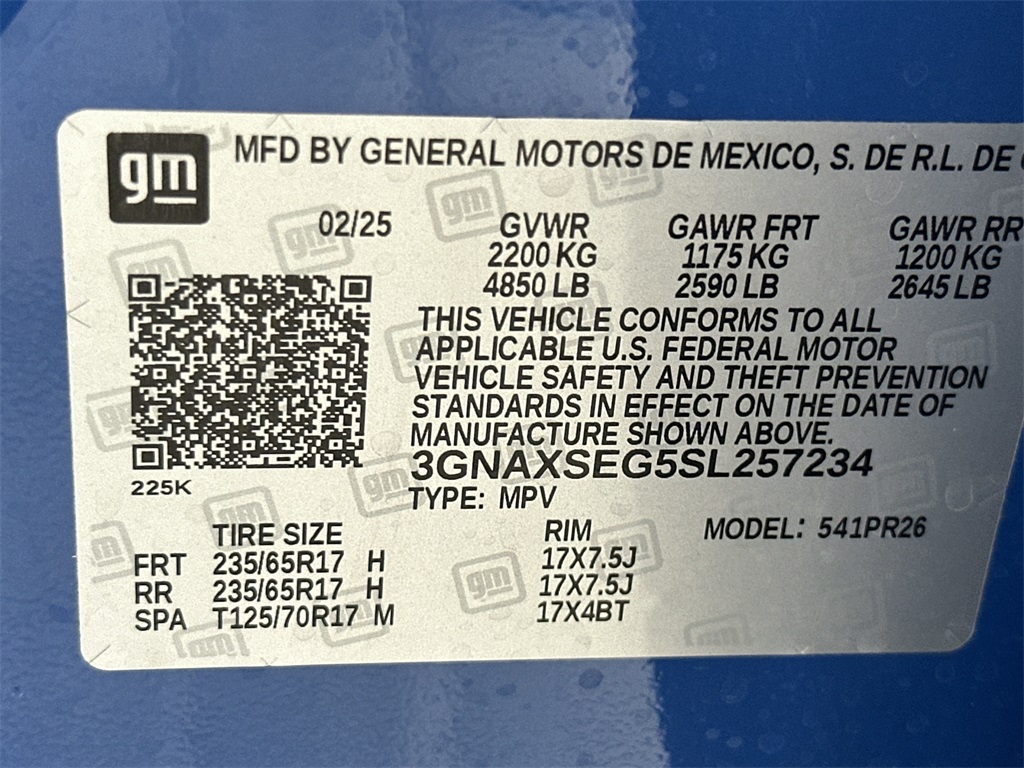 gm
MFD BY GENERAL MOTORS DE MEXICO, S. DE R.L. DE
02/25 GVWR GAWR FRT GAWR RR
2200 KG 1175 KG 1200 KG
4850 LB 2590 LB 2645 LB
THIS VEHICLE CONFORMS TO ALL
APPLICABLE U.S. FEDERAL MOTOR
VEHICLE SAFETY AND THEFT PREVENTION
STANDARDS IN EFFECT ON THE DATE OF
MANUFACTURE SHOWN ABOVE.
3GNAXSEG5SL257234
225K
TYPE: MPV
TIRE SIZE RIM MODEL: 541PR26
FRT 235/65R17 H 17X7.5J
RR 235/65R17 H 17X7.5J
SPA T125/70R17 M 17X4BT